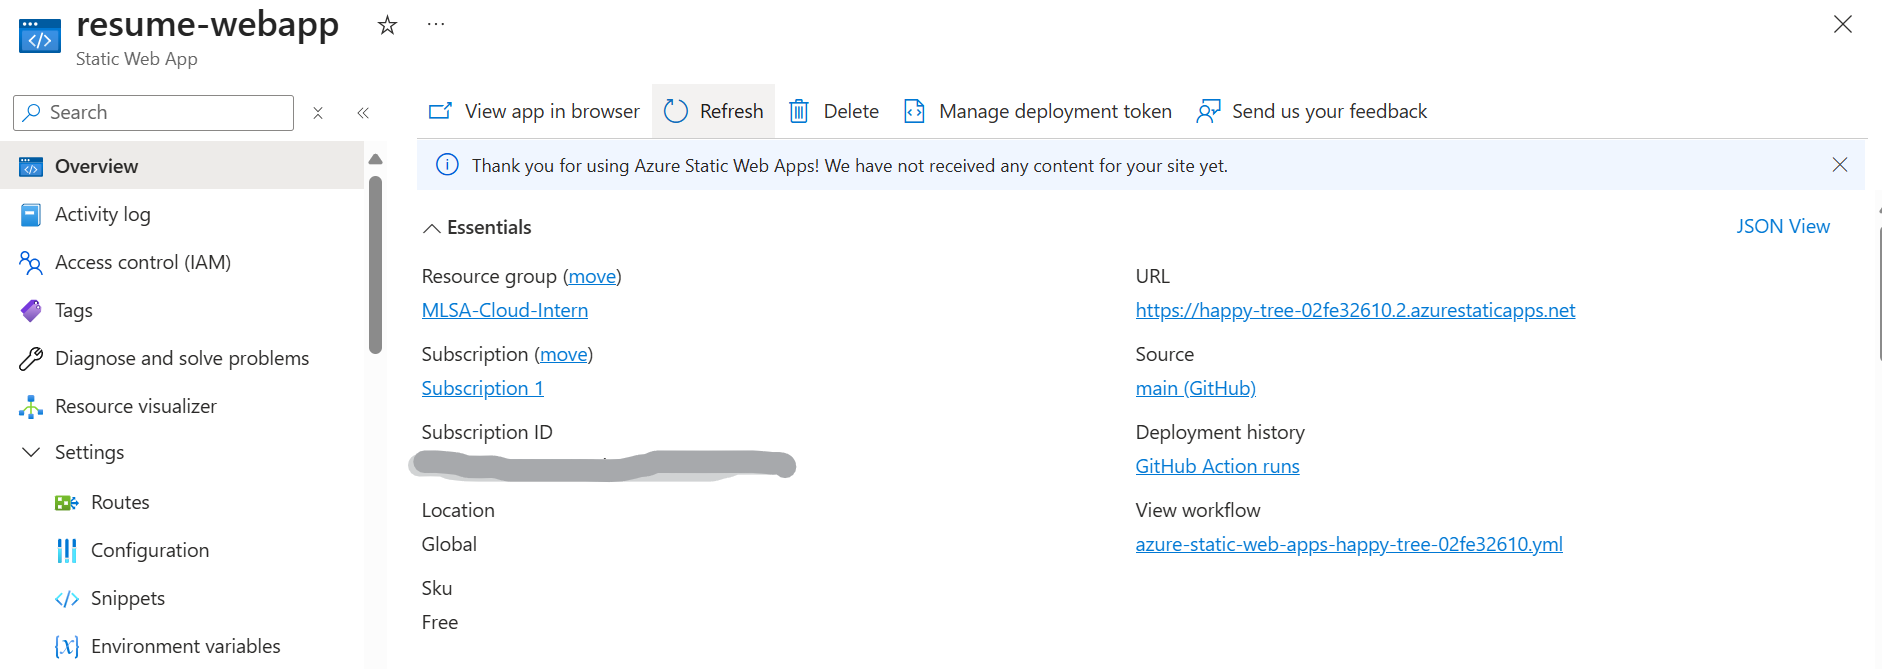 resume-webapp
Static Web App
Search
Overview
Activity log
Access control (IAM)
Tags
Diagnose and solve problems
Resource visualizer
Settings
Routes
Configuration
Snippets
Environment variables
View app in browser
Refresh
Delete
Manage deployment token
Send us your feedback
Thank you for using Azure Static Web Apps! We have not received any content for your site yet.
Essentials
JSON View
Resource group (move)
MLSA-Cloud-Intern
Subscription (move)
Subscription 1
Subscription ID
Location
Global
Sku
Free
URL
https://happy-tree-02fe32610.2.azurestaticapps.net
Source
main (GitHub)
Deployment history
GitHub Action runs
View workflow
azure-static-web-apps-happy-tree-02fe32610.yml